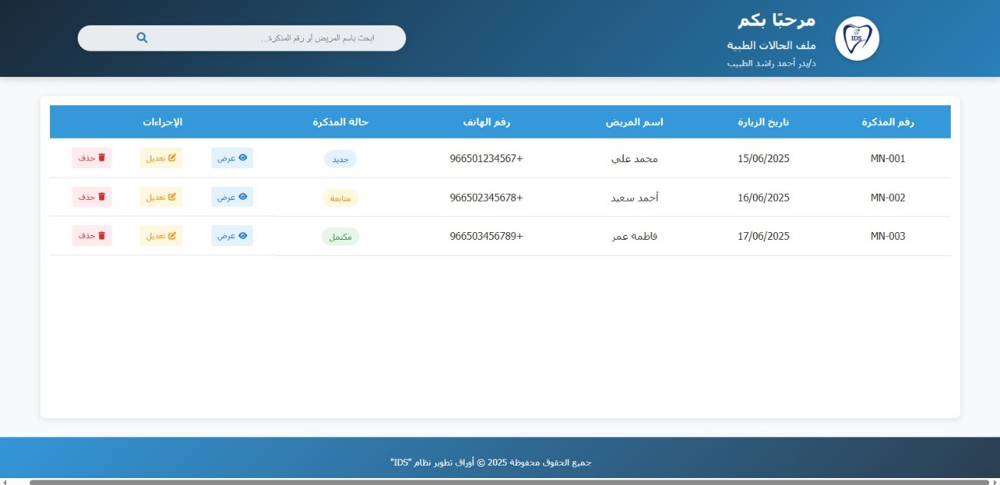 مرحبًا بكم
ملف الحالات الطبية
د/بدر أحمد راشد الطبيب
IDS
ابحث باسم المريض أو رقم المذكرة...
رقم المذكرة تاريخ الزيارة اسم المريض رقم الهاتف حالة المذكرة الإجراءات
MN-001 15/06/2025 محمد علي 966501234567+ جديد عرض تعديل حذف
MN-002 16/06/2025 أحمد سعيد 966502345678+ متابعة عرض تعديل حذف
MN-003 17/06/2025 فاطمة عمر 966503456789+ مكتمل عرض تعديل حذف
جميع الحقوق محفوظة 2025 © أوراق تطوير نظام "IDS"